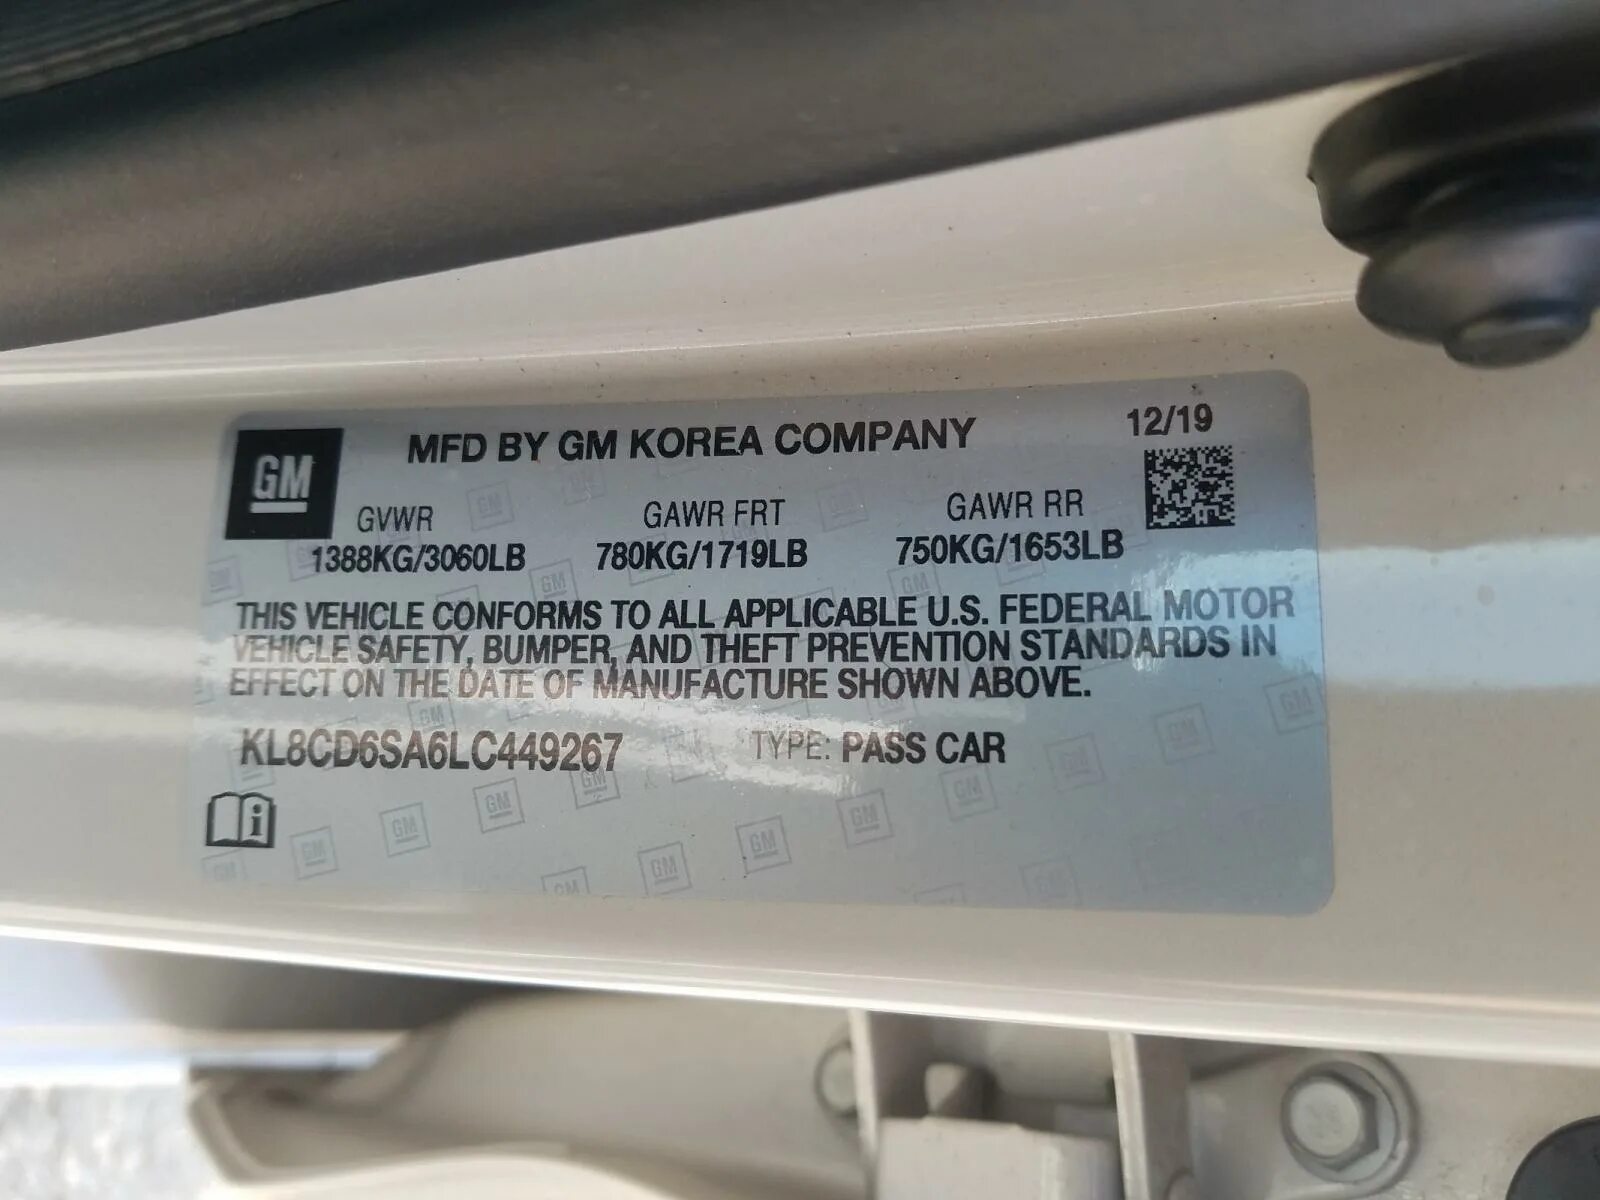 GM
MFD BY GM KOREA COMPANY
12/19
GVWR GAWR FRT GAWR RR
1388KG/3060LB 780KG/1719LB 750KG/1653LB
THIS VEHICLE CONFORMS TO ALL APPLICABLE U.S. FEDERAL MOTOR
VEHICLE SAFETY, BUMPER, AND THEFT PREVENTION STANDARDS IN
EFFECT ON THE DATE OF MANUFACTURE SHOWN ABOVE.
KL8CD6SA6LC449267 TYPE: PASS CAR